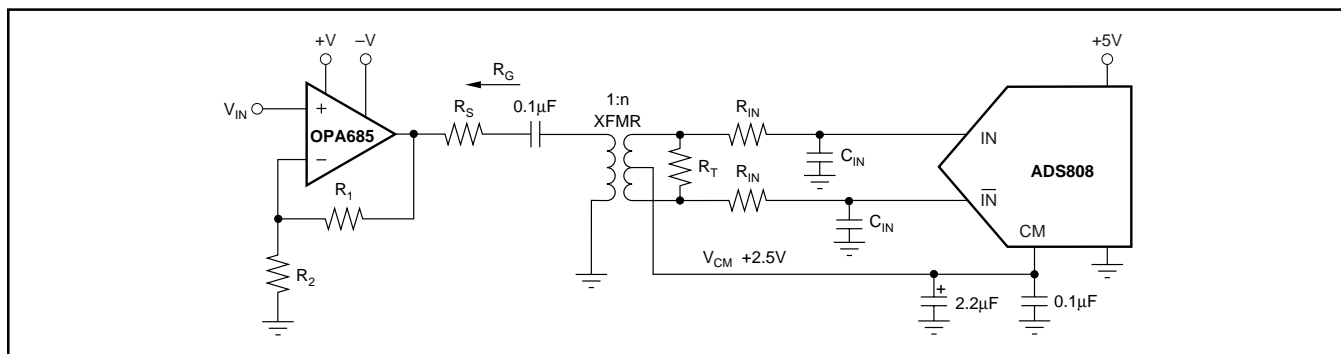 +V
–V
+5V
R_G
1:n
XFMR
V_IN
+
OPA685
–
R_S
0.1µF
R_IN
IN
C_IN
R_T
ADS808
R_1
R_IN
IN̅
C_IN
CM
R_2
V_CM +2.5V
+
2.2µF
0.1µF